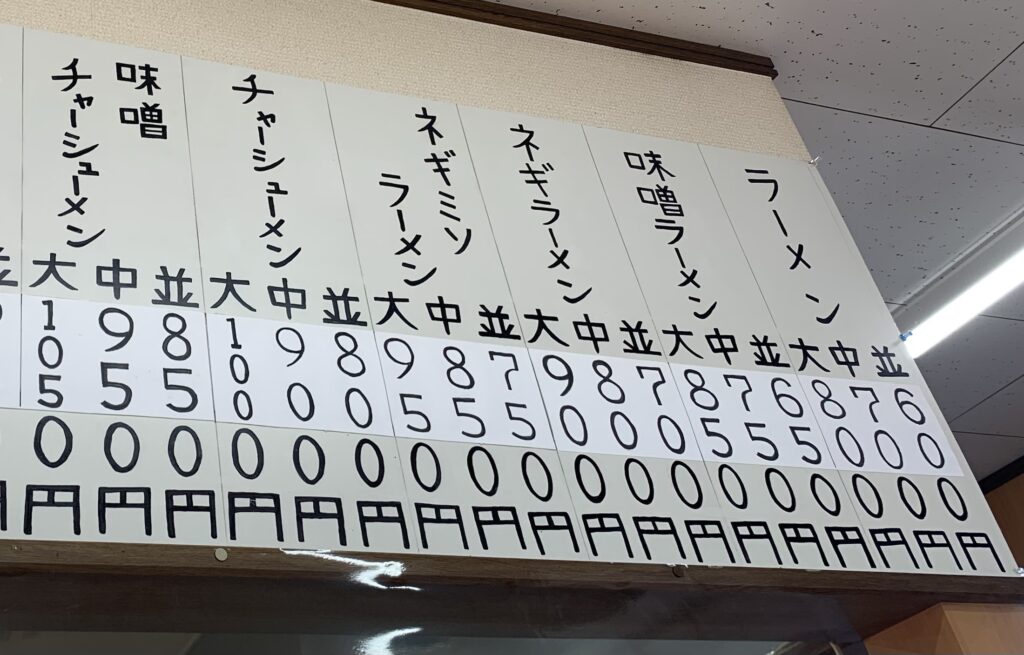 ラーメン
並600円
中700円
大800円
味噌ラーメン
並650円
中750円
大850円
ネギラーメン
並700円
中800円
大900円
ネギミソ
ラーメン
並750円
中850円
大950円
チャーシューメン
並800円
中900円
大1000円
味噌
チャーシューメン
並850円
中950円
大1050円